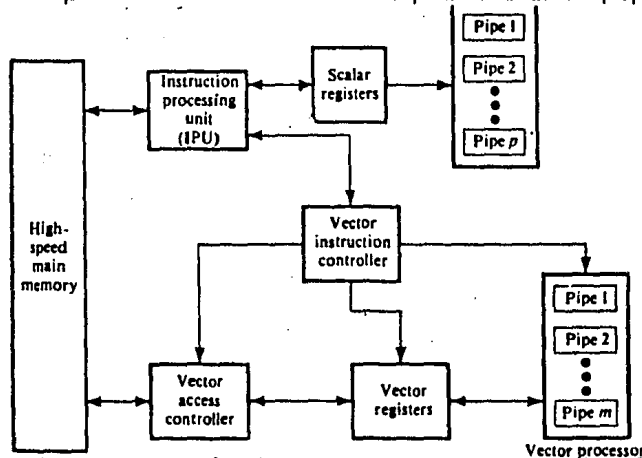 Pipe 1
Pipe 2
Pipe p
Scalar
registers
Instruction
processing
unit
(IPU)
High-
speed
main
memory
Vector
instruction
controller
Pipe 1
Pipe 2
Pipe m
Vector
access
controller
Vector
registers
Vector processor